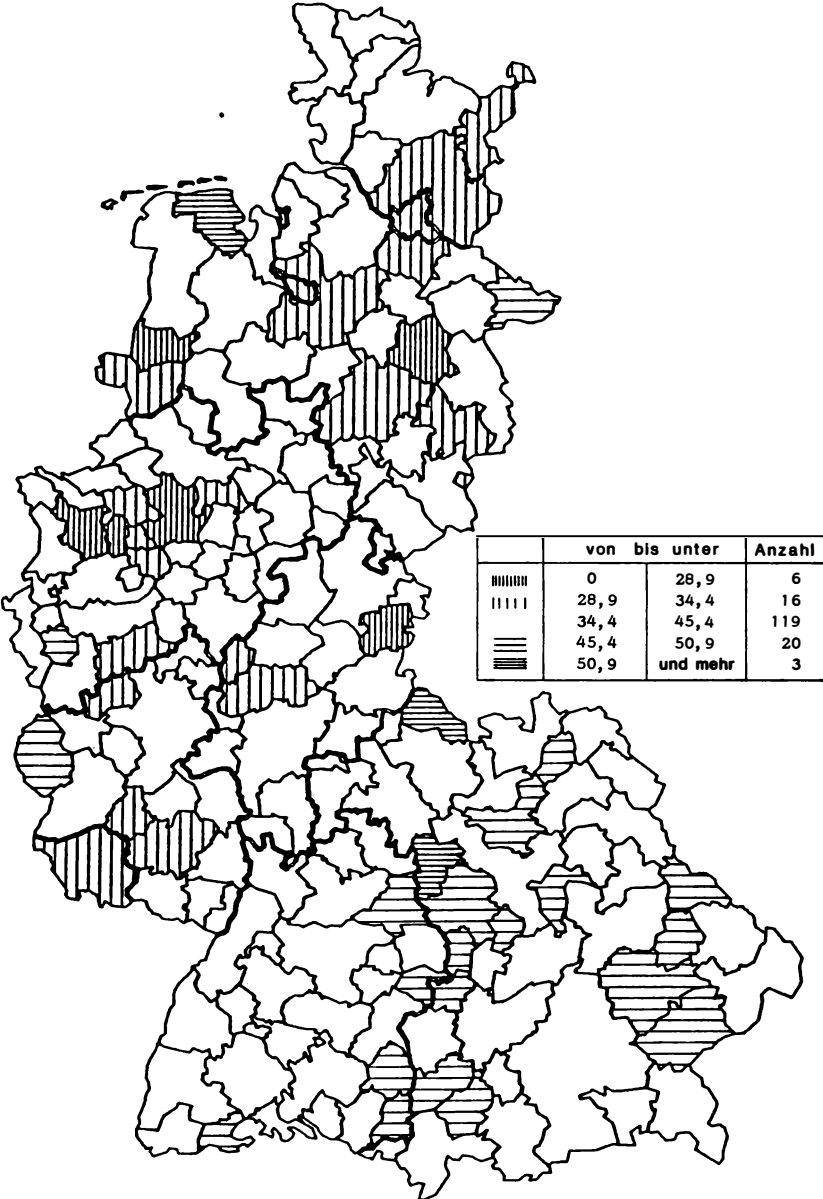 von bis unter Anzahl
0 28,9 6
28,9 34,4 16
34,4 45,4 119
45,4 50,9 20
50,9 und mehr 3